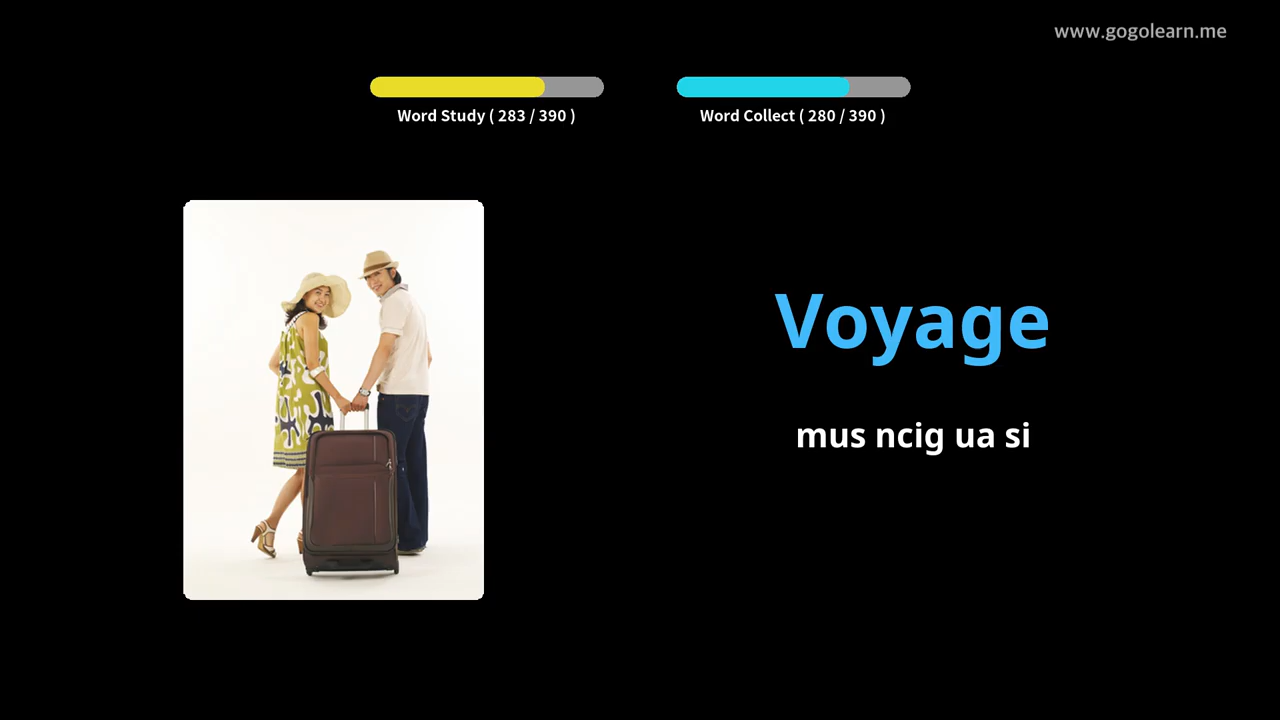 www.gogolearn.me
Word Study ( 283 / 390 )
Word Collect ( 280 / 390 )
Voyage
mus ncig ua si